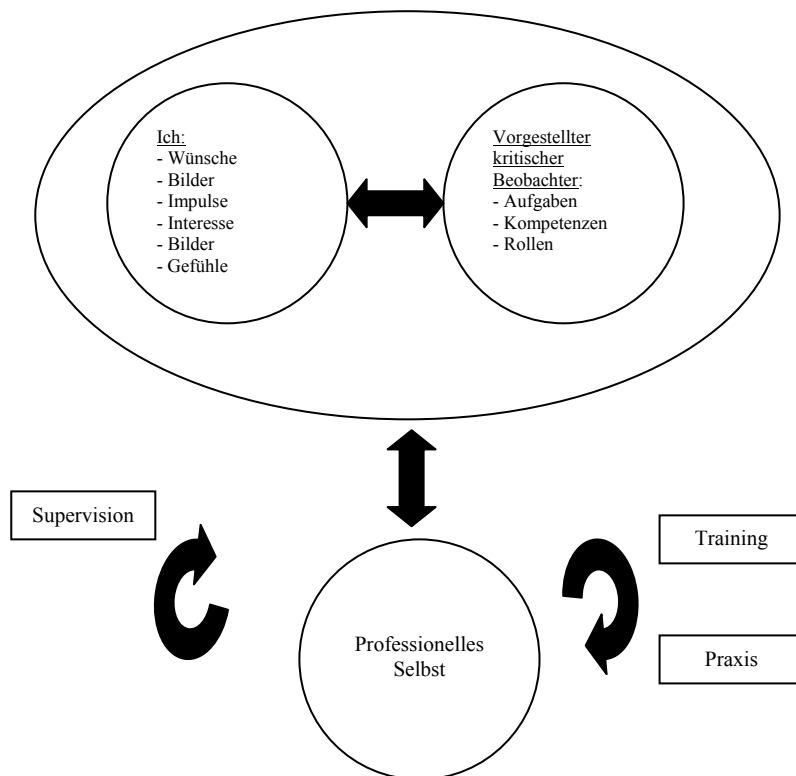 Ich:
- Wünsche
- Bilder
- Impulse
- Interesse
- Bilder
- Gefühle
Vorgestellter
kritischer
Beobachter:
- Aufgaben
- Kompetenzen
- Rollen
Supervision
Training
Professionelles
Selbst
Praxis